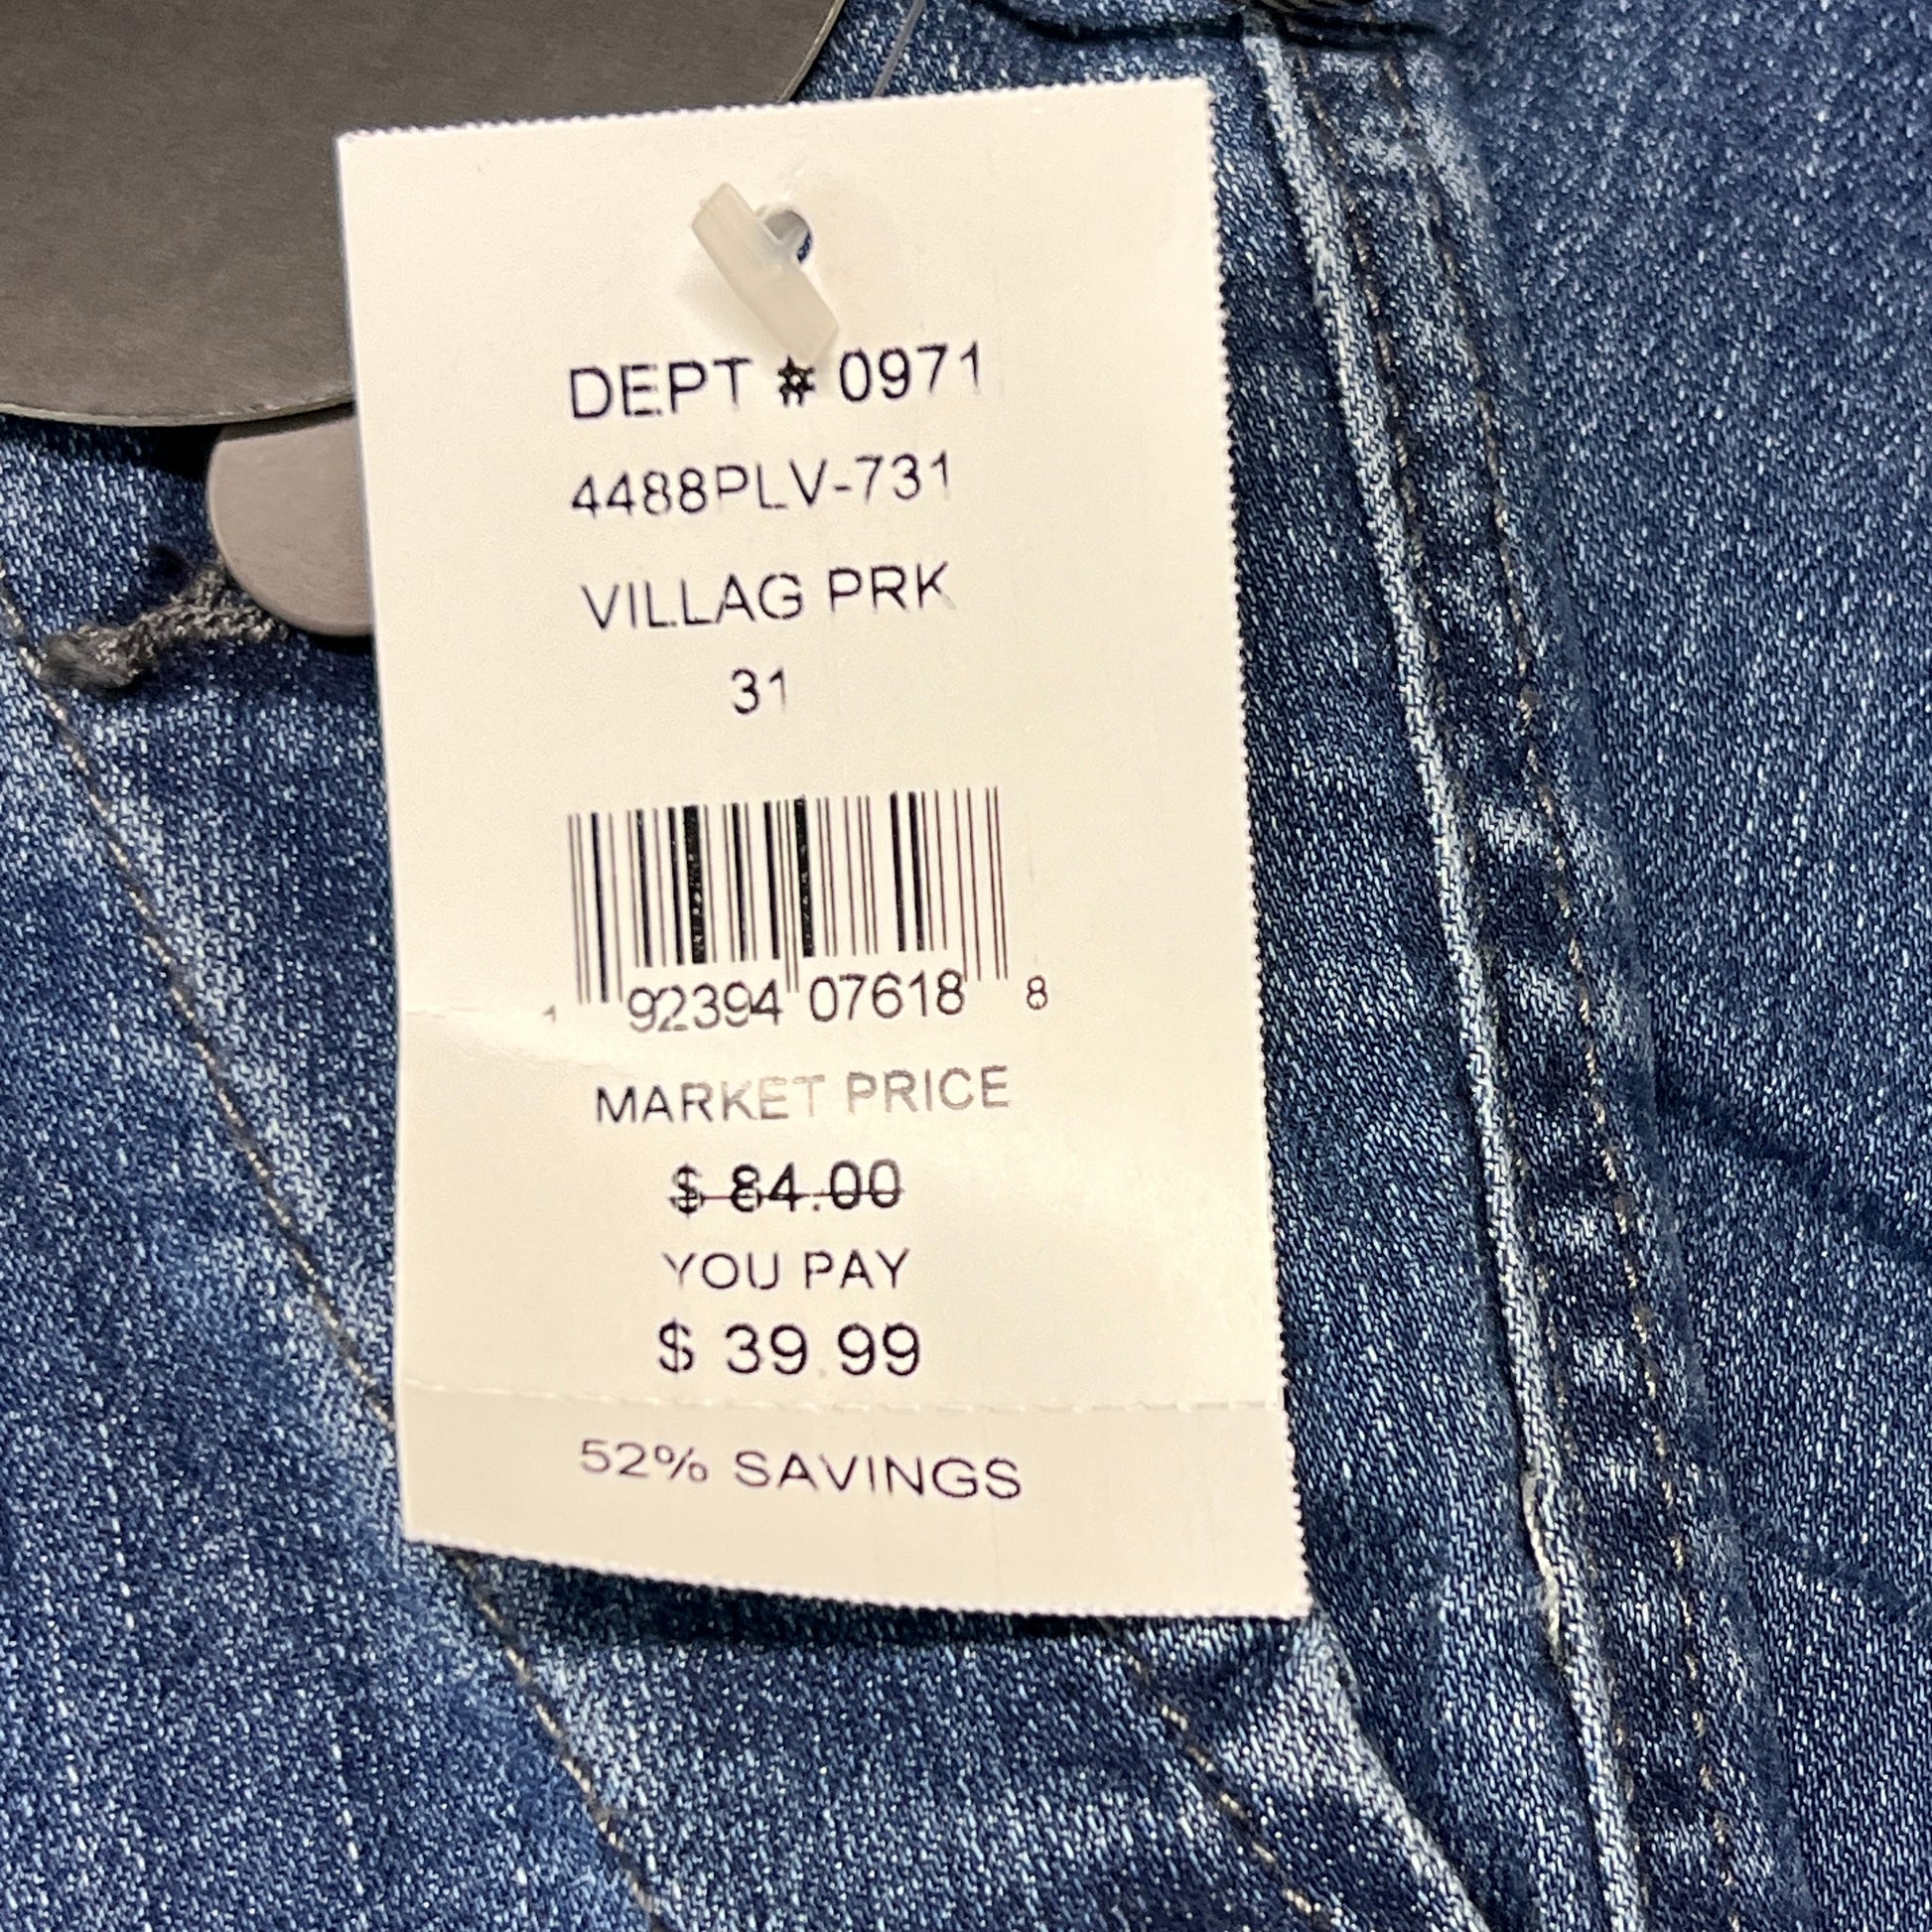 DEPT # 0971
4488PLV-731
VILLAG PRK
31
1 92394 07618 8
MARKET PRICE
$ 84.00
YOU PAY
$ 39.99
52% SAVINGS